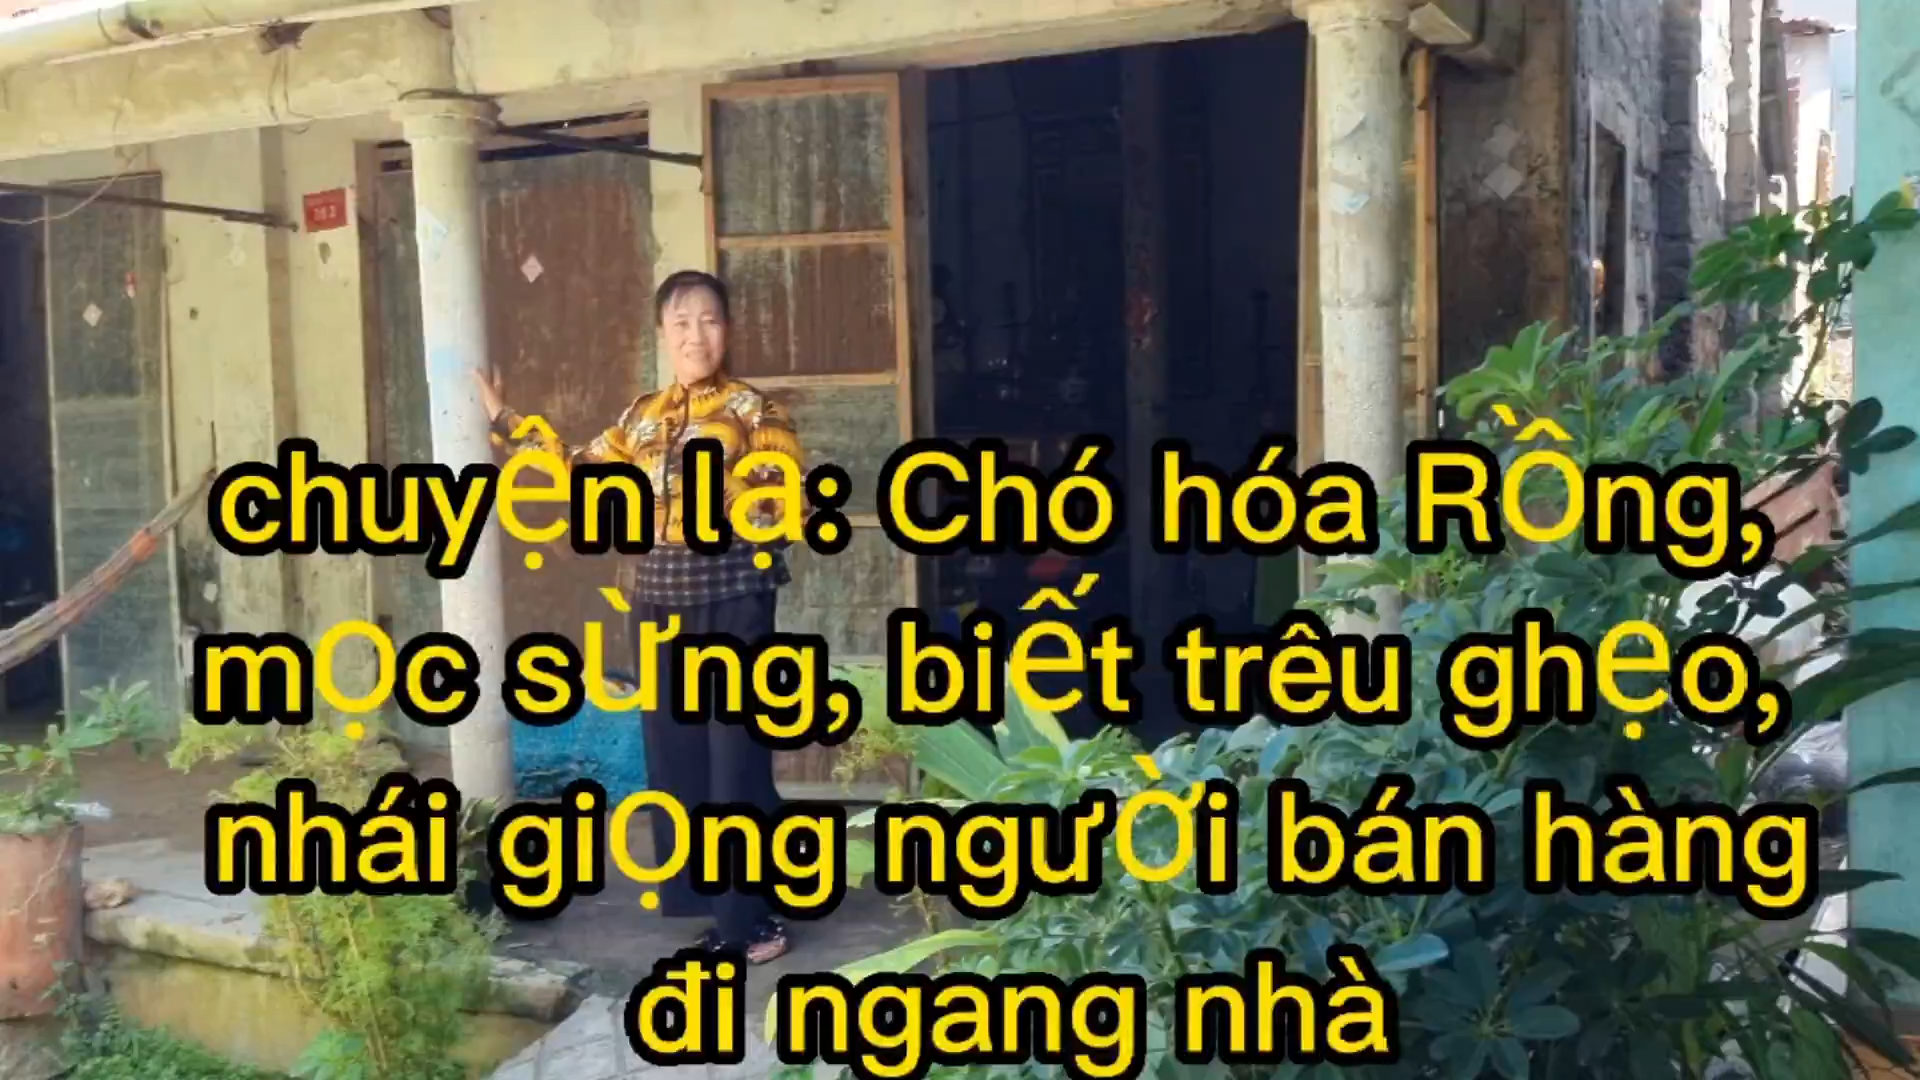 chuyện lạ: Chó hóa Rồng,
mọc sừng, biết trêu ghẹo,
nhái giọng người bán hàng
đi ngang nhà